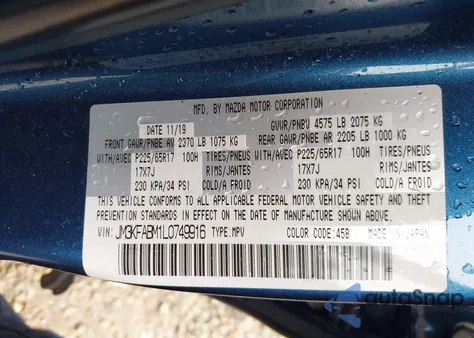 MFD. BY MAZDA MOTOR CORPORATION
DATE 11/19 GVWR/PNBV 4575 LB 2075 KG
FRONT GAWR/PNBE AV 2370 LB 1075 KG REAR GAWR/PNBE AR 2205 LB 1000 KG
WITH/AVEC P225/65R17 100H TIRES/PNEUS WITH/AVEC P225/65R17 100H TIRES/PNEUS
17X7J RIMS/JANTES 17X7J RIMS/JANTES
230 KPA/34 PSI COLD/A FROID 230 KPA/34 PSI COLD/A FROID
CONFORMS TO ALL APPLICABLE FEDERAL MOTOR VEHICLE SAFETY AND
THEFT PREVENTION STANDARDS IN EFFECT ON THE DATE OF MANUFACTURE
VIN: JM3KFABM1L0749916 TYPE:MPV COLOR CODE:45B MADE IN JAPAN
autoSnap